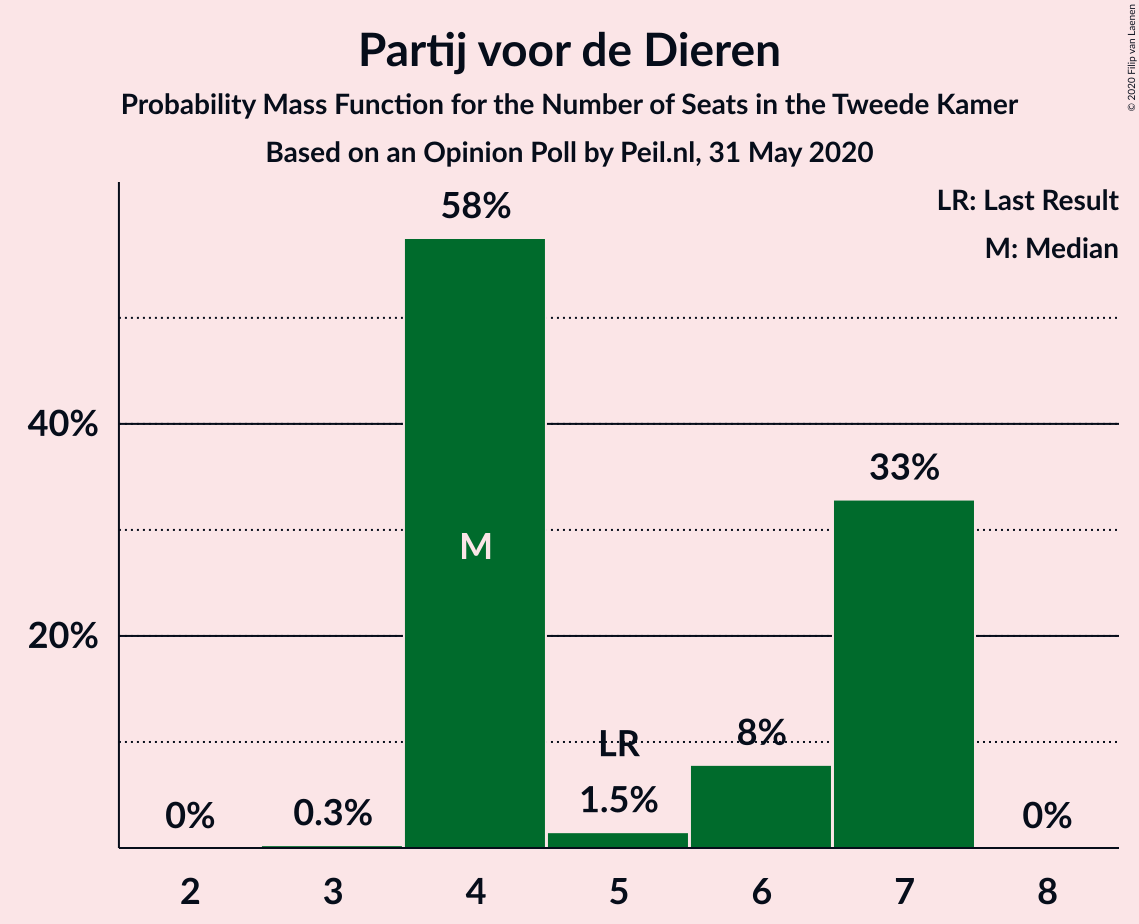 Partij voor de Dieren
Probability Mass Function for the Number of Seats in the Tweede Kamer
Based on an Opinion Poll by Peil.nl, 31 May 2020
© 2020 Filip van Laenen
LR: Last Result
M: Median
58%
40%
33%
M
20%
LR
8%
0%
0.3%
1.5%
0%
2 3 4 5 6 7 8